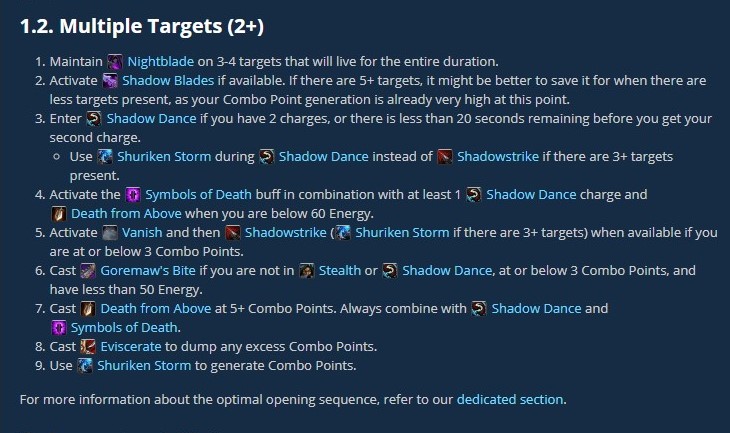 1.2. Multiple Targets (2+)
1. Maintain Nightblade on 3-4 targets that will live for the entire duration.
2. Activate Shadow Blades if available. If there are 5+ targets, it might be better to save it for when there are
less targets present, as your Combo Point generation is already very high at this point.
3. Enter Shadow Dance if you have 2 charges, or there is less than 20 seconds remaining before you get your
second charge.
Use Shuriken Storm during Shadow Dance instead of Shadowstrike if there are 3+ targets
present.
4. Activate the Symbols of Death buff in combination with at least 1 Shadow Dance charge and
Death from Above when you are below 60 Energy.
5. Activate Vanish and then Shadowstrike (Shuriken Storm if there are 3+ targets) when available if you
are at or below 3 Combo Points.
6. Cast Goremaw's Bite if you are not in Stealth or Shadow Dance, at or below 3 Combo Points, and
have less than 50 Energy.
7. Cast Death from Above at 5+ Combo Points. Always combine with Shadow Dance and
Symbols of Death.
8. Cast Eviscerate to dump any excess Combo Points.
9. Use Shuriken Storm to generate Combo Points.
For more information about the optimal opening sequence, refer to our dedicated section.